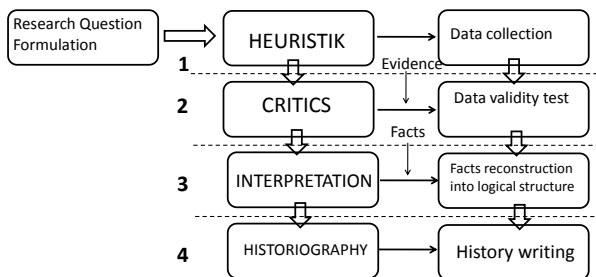 Research Question
Formulation
HEURISTIK
Data collection
1
Evidence
2
CRITICS
Data validity test
Facts
3
INTERPRETATION
Facts reconstruction
into logical structure
4
HISTORIOGRAPHY
History writing